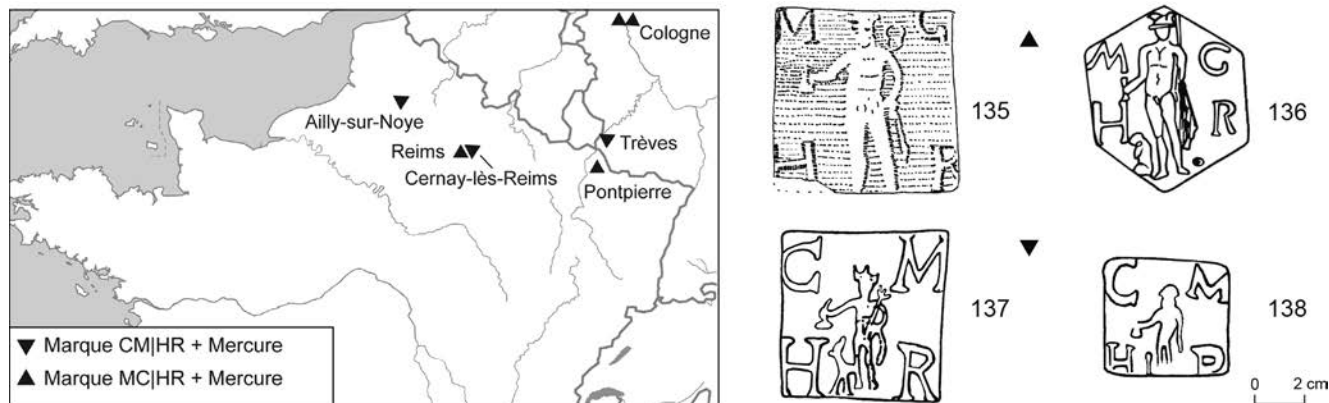 Cologne
Ailly-sur-Noye
Trèves
Reims
Cernay-lès-Reims
Pontpierre
▼ Marque CM|HR + Mercure
▲ Marque MC|HR + Mercure
M G
135
H R
M C
136
H R
C M
137
H R
C M
138
H
0 2 cm